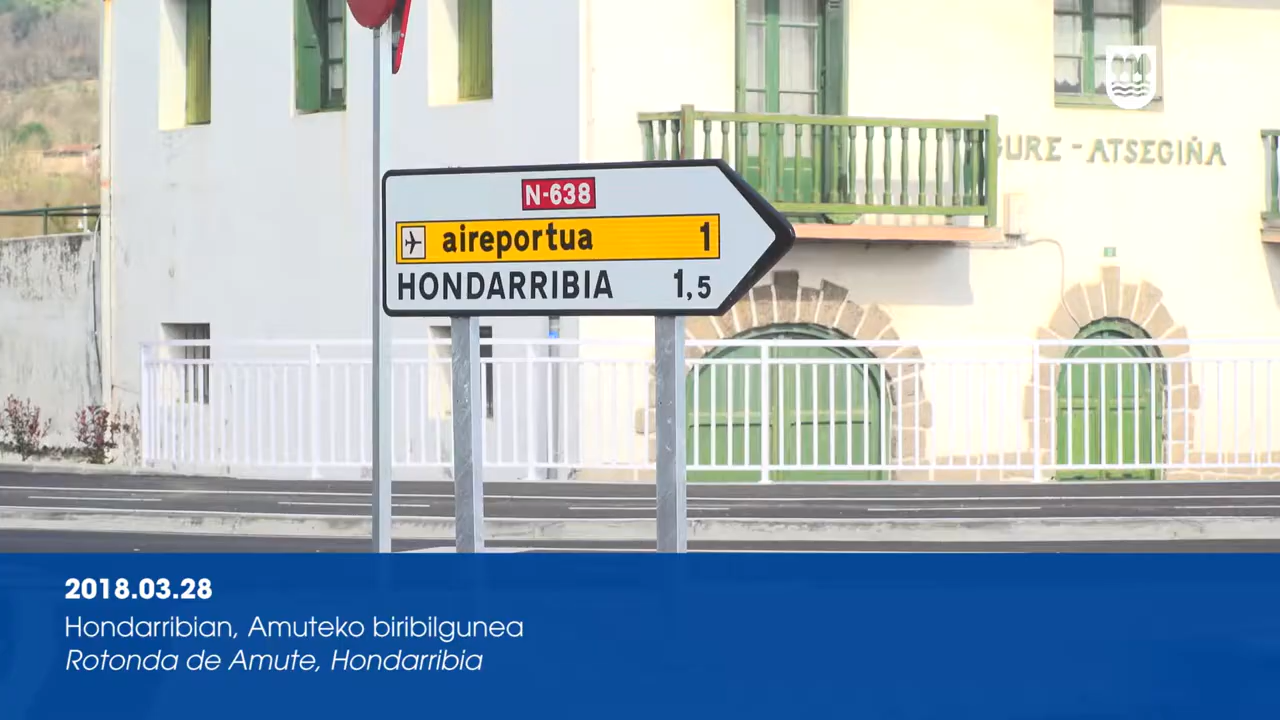 GURE - ATSEGIÑA
N-638
aireportua 1
HONDARRIBIA 1,5
2018.03.28
Hondarribian, Amuteko biribilgunea
Rotonda de Amute, Hondarribia